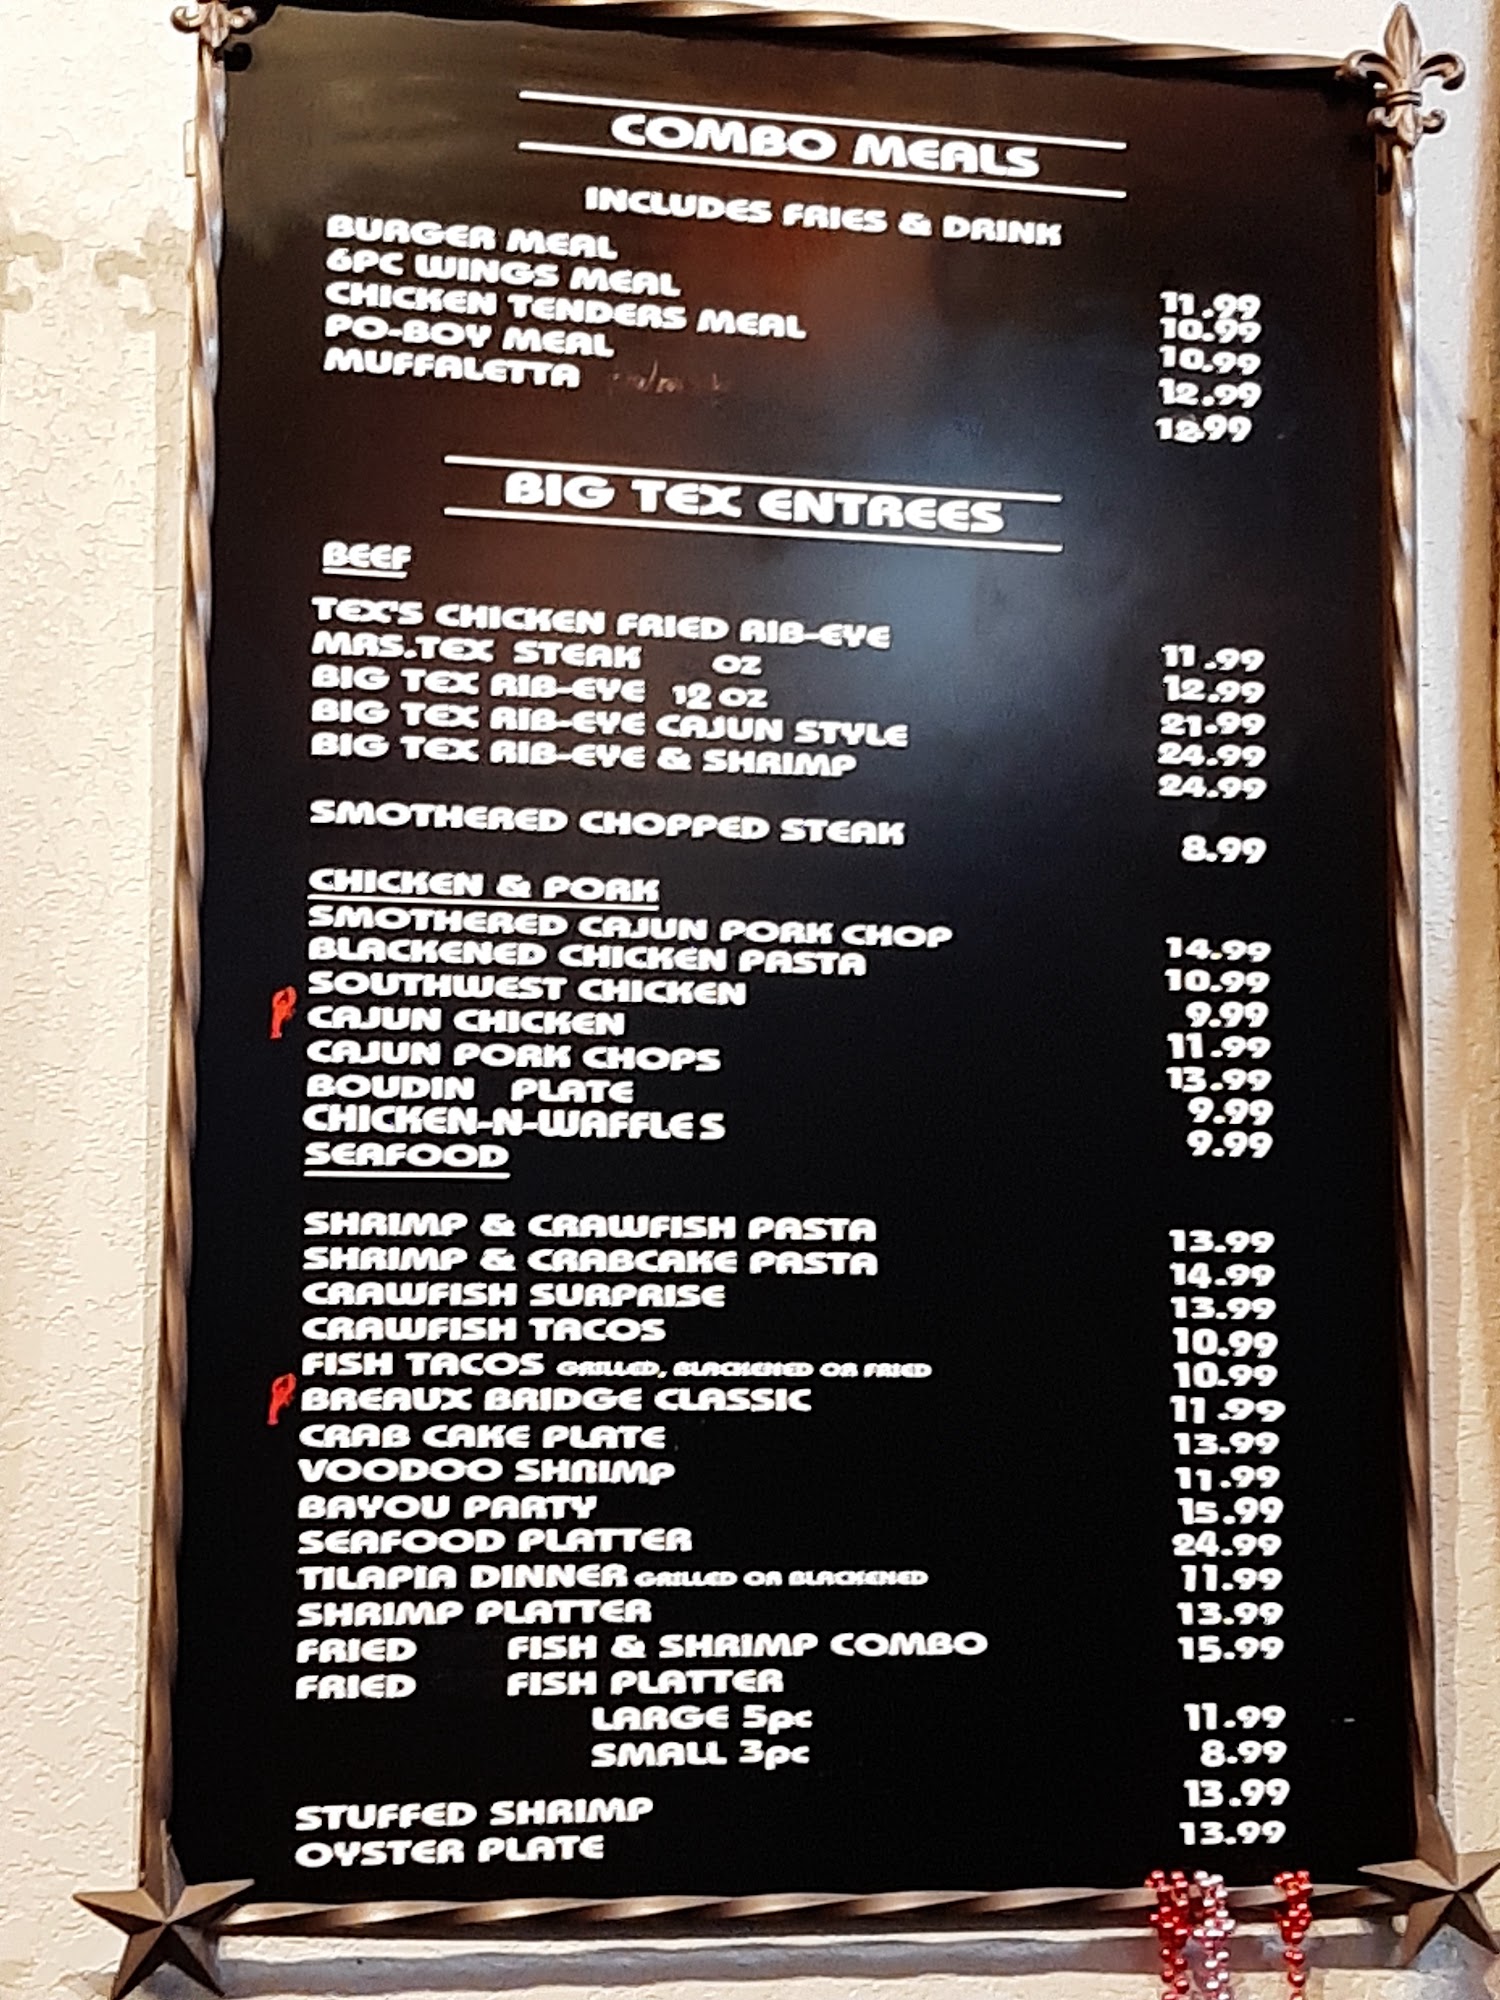 COMBO MEALS
INCLUDES FRIES & DRINK
BURGER MEAL 11.99
6PC WINGS MEAL 10.99
CHICKEN TENDERS MEAL 10.99
PO-BOY MEAL 12.99
MUFFALETTA 12.99
BIG TEX ENTREES
BEEF
TEX'S CHICKEN FRIED RIB-EYE 11.99
MRS.TEX STEAK OZ 12.99
BIG TEX RIB-EYE 12 OZ 21.99
BIG TEX RIB-EYE CAJUN STYLE 24.99
BIG TEX RIB-EYE & SHRIMP 24.99
SMOTHERED CHOPPED STEAK 8.99
CHICKEN & PORK
SMOTHERED CAJUN PORK CHOP 14.99
BLACKENED CHICKEN PASTA 10.99
SOUTHWEST CHICKEN 9.99
CAJUN CHICKEN 11.99
CAJUN PORK CHOPS 13.99
BOUDIN PLATE 9.99
CHICKEN-N-WAFFLES 9.99
SEAFOOD
SHRIMP & CRAWFISH PASTA 13.99
SHRIMP & CRABCAKE PASTA 14.99
CRAWFISH SURPRISE 13.99
CRAWFISH TACOS 10.99
FISH TACOS GRILLED, BLACKENED OR FRIED 10.99
BREAUX BRIDGE CLASSIC 11.99
CRAB CAKE PLATE 13.99
VOODOO SHRIMP 11.99
BAYOU PARTY 15.99
SEAFOOD PLATTER 24.99
TILAPIA DINNER GRILLED OR BLACKENED 11.99
SHRIMP PLATTER 13.99
FRIED FISH & SHRIMP COMBO 15.99
FRIED FISH PLATTER
LARGE 5pc 11.99
SMALL 3pc 8.99
STUFFED SHRIMP 13.99
OYSTER PLATE 13.99